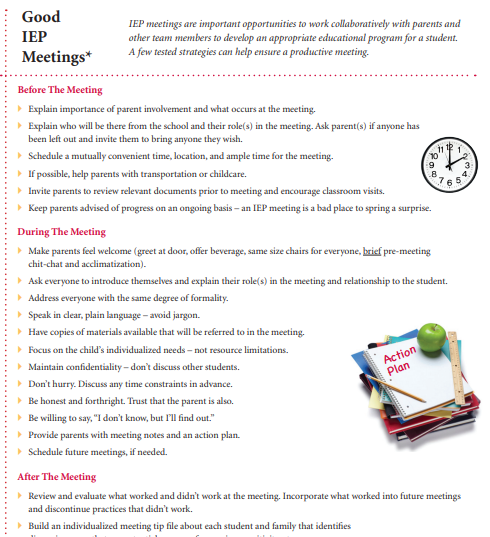 Good
IEP
Meetings*
IEP meetings are important opportunities to work collaboratively with parents and
other team members to develop an appropriate educational program for a student.
A few tested strategies can help ensure a productive meeting.
Before The Meeting
Explain importance of parent involvement and what occurs at the meeting.
Explain who will be there from the school and their role(s) in the meeting. Ask parent(s) if anyone has
been left out and invite them to bring anyone they wish.
Schedule a mutually convenient time, location, and ample time for the meeting.
If possible, help parents with transportation or childcare.
Invite parents to review relevant documents prior to meeting and encourage classroom visits.
Keep parents advised of progress on an ongoing basis – an IEP meeting is a bad place to spring a surprise.
12
1
2
3
4
5
6
7
8
9
10
11
During The Meeting
Make parents feel welcome (greet at door, offer beverage, same size chairs for everyone, brief pre-meeting
chit-chat and acclimatization).
Ask everyone to introduce themselves and explain their role(s) in the meeting and relationship to the student.
Address everyone with the same degree of formality.
Speak in clear, plain language – avoid jargon.
Have copies of materials available that will be referred to in the meeting.
Focus on the child's individualized needs – not resource limitations.
Maintain confidentiality – don't discuss other students.
Don't hurry. Discuss any time constraints in advance.
Be honest and forthright. Trust that the parent is also.
Be willing to say, "I don't know, but I'll find out."
Provide parents with meeting notes and an action plan.
Schedule future meetings, if needed.
Action
Plan
After The Meeting
Review and evaluate what worked and didn't work at the meeting. Incorporate what worked into future meetings
and discontinue practices that didn't work.
Build an individualized meeting tip file about each student and family that identifies